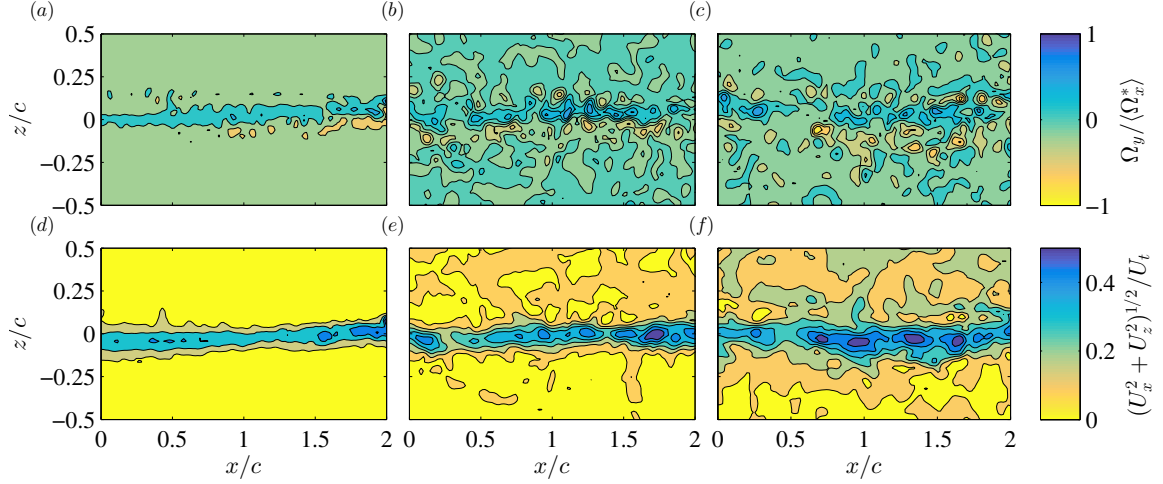 (a) (b) (c)
0.5
0.25
0
−0.25
−0.5
z/c
1
0
−1
Ω_y/⟨Ω_x^*⟩
(d) (e) (f)
0.5
0.25
0
−0.25
−0.5
z/c
0 0.5 1 1.5 2
0 0.5 1 1.5 2
0 0.5 1 1.5 2
x/c x/c x/c
0.4
0.2
0
(U_x^2 + U_z^2)^{1/2}/U_t